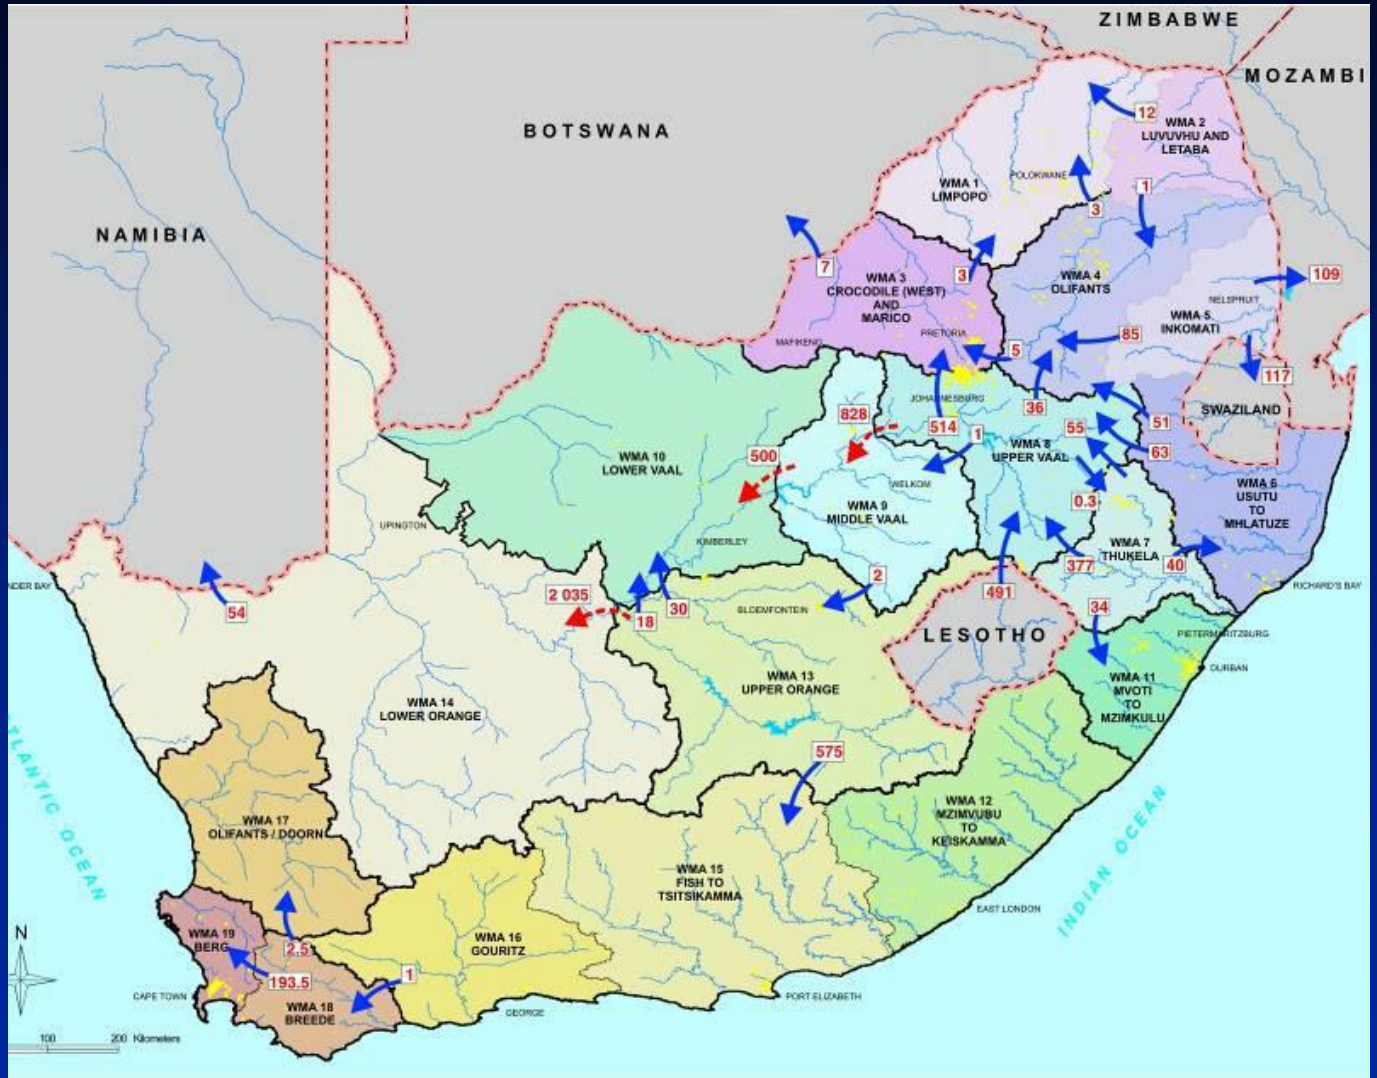 ZIMBABWE
MOZAMBI
BOTSWANA
NAMIBIA
12
WMA 2
LUVUVHU AND
LETABA
POLOKWANE
WMA 1
LIMPOPO
1
3
7
3
WMA 3
CROCODILE (WEST)
AND
MARICO
WMA 4
OLIFANTS
109
NELSPRUIT
WMA 5
INKOMATI
PRETORIA
MAFIKENG
85
5
117
JOHANNESBURG
36
SWAZILAND
828
514
1
55
51
WMA 8
UPPER VAAL
63
500
WMA 10
LOWER VAAL
WELKOM
WMA 9
MIDDLE VAAL
0.3
WMA 6
USUTU
TO
MHLATUZE
UPINGTON
KIMBERLEY
WMA 7
THUKELA
377
40
NDER BAY
54
2 035
18
30
2
BLOEMFONTEIN
491
34
RICHARD'S BAY
LESOTHO
PIETERMARITZBURG
DURBAN
WMA 13
UPPER ORANGE
WMA 11
MVOTI
TO
MZIMKULU
WMA 14
LOWER ORANGE
575
TLANTIC OCEAN
WMA 17
OLIFANTS / DOORN
WMA 12
MZIMVUBU
TO
KEISKAMMA
INDIAN OCEAN
WMA 15
FISH TO
TSITSIKAMMA
EAST LONDON
N
WMA 19
BERG
2.5
WMA 16
GOURITZ
193.5
1
CAPE TOWN
WMA 18
BREEDE
GEORGE
PORT ELIZABETH
100 200 Kilometers